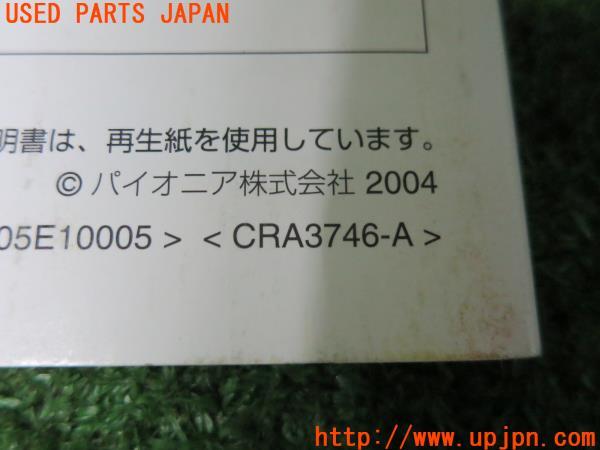 USED PARTS JAPAN
明書は、再生紙を使用しています。
© パイオニア株式会社 2004
05E10005 > < CRA3746-A >
http://www.upjpn.com/